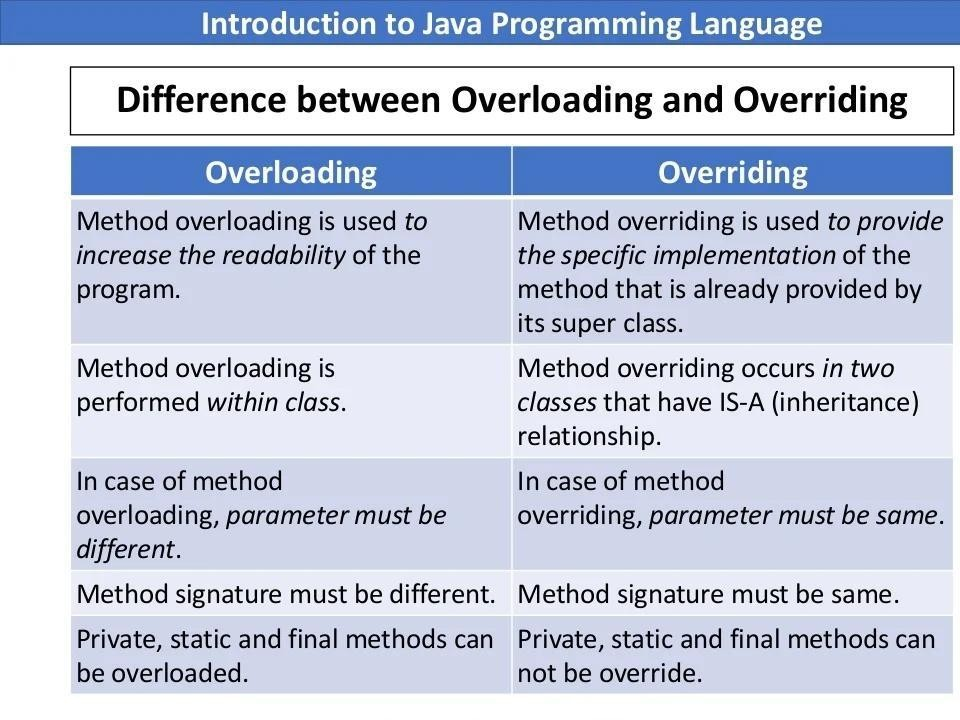 Introduction to Java Programming Language
Difference between Overloading and Overriding
Overloading
Overriding
Method overloading is used to
increase the readability of the
program.
Method overriding is used to provide
the specific implementation of the
method that is already provided by
its super class.
Method overloading is
performed within class.
Method overriding occurs in two
classes that have IS-A (inheritance)
relationship.
In case of method
overloading, parameter must be
different.
In case of method
overriding, parameter must be same.
Method signature must be different.
Method signature must be same.
Private, static and final methods can
be overloaded.
Private, static and final methods can
not be override.